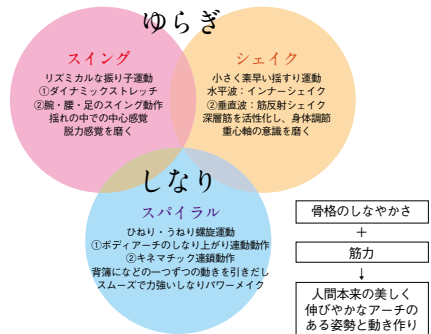 ゆらぎ
スイング
リズミカルな振り子運動
①ダイナミックストレッチ
②腕・腰・足のスイング動作
揺れの中での中心感覚
脱力感覚を磨く
シェイク
小さく素早い揺すり運動
水平波：インナーシェイク
②垂直波：筋反射シェイク
深層筋を活性化し、身体調節
重心軸の意識を磨く
しなり
スパイラル
ひねり・うねり螺旋運動
①ボディアーチのしなり上がり連動動作
②キネマチック連鎖動作
背簿になどの一つずつの動きを引きだし
スムーズで力強いしなりパワーメイク
骨格のしなやかさ
+
筋力
↓
人間本来の美しく
伸びやかなアーチの
ある姿勢と動き作り